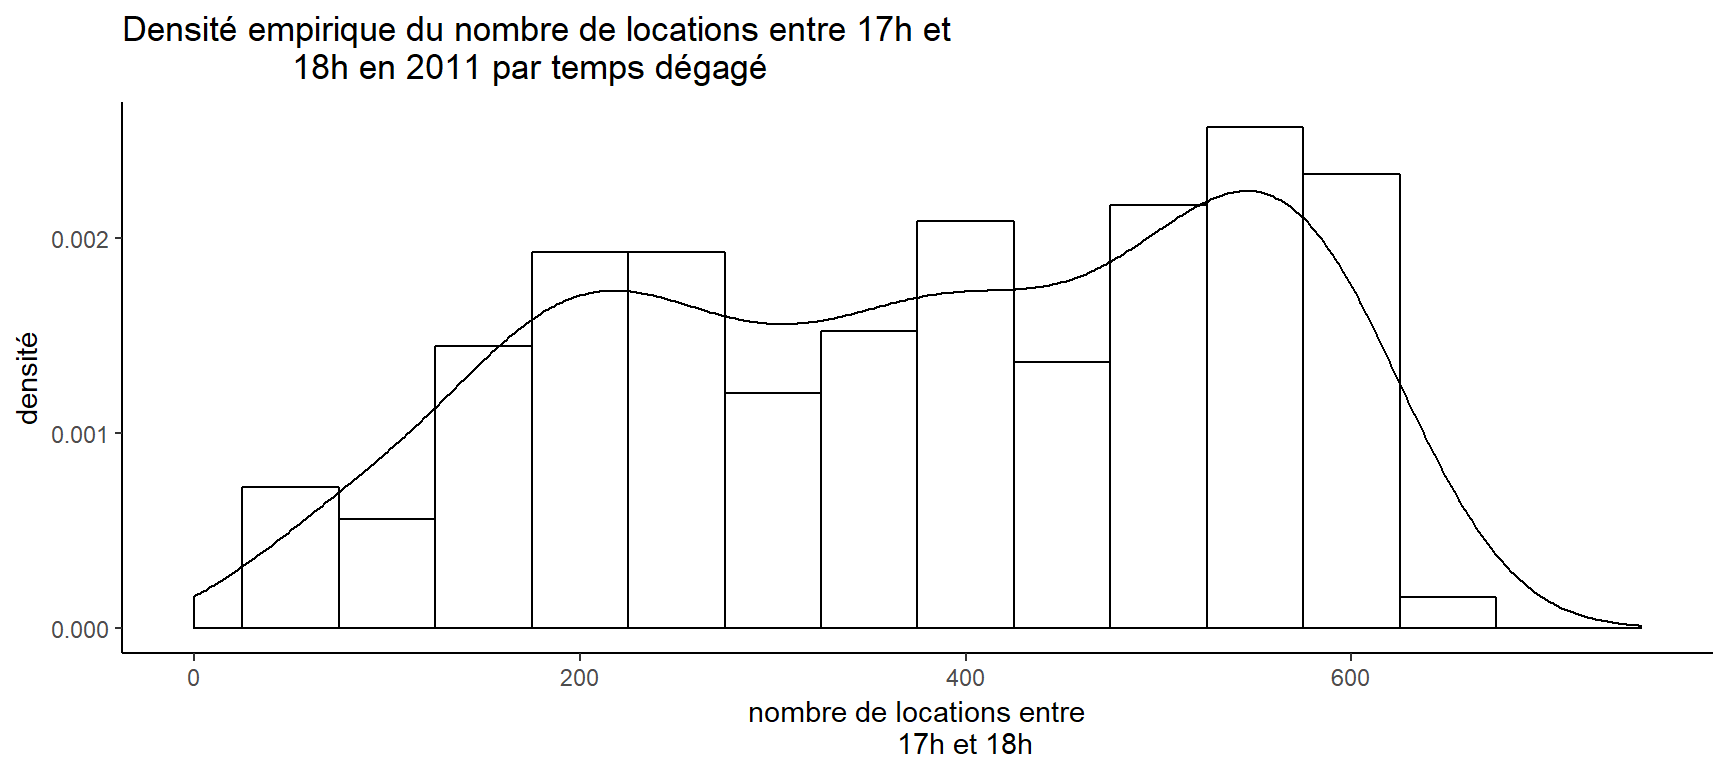 Densité empirique du nombre de locations entre 17h et
18h en 2011 par temps dégagé
densité
0.002
0.001
0.000
0
200
400
600
nombre de locations entre
17h et 18h